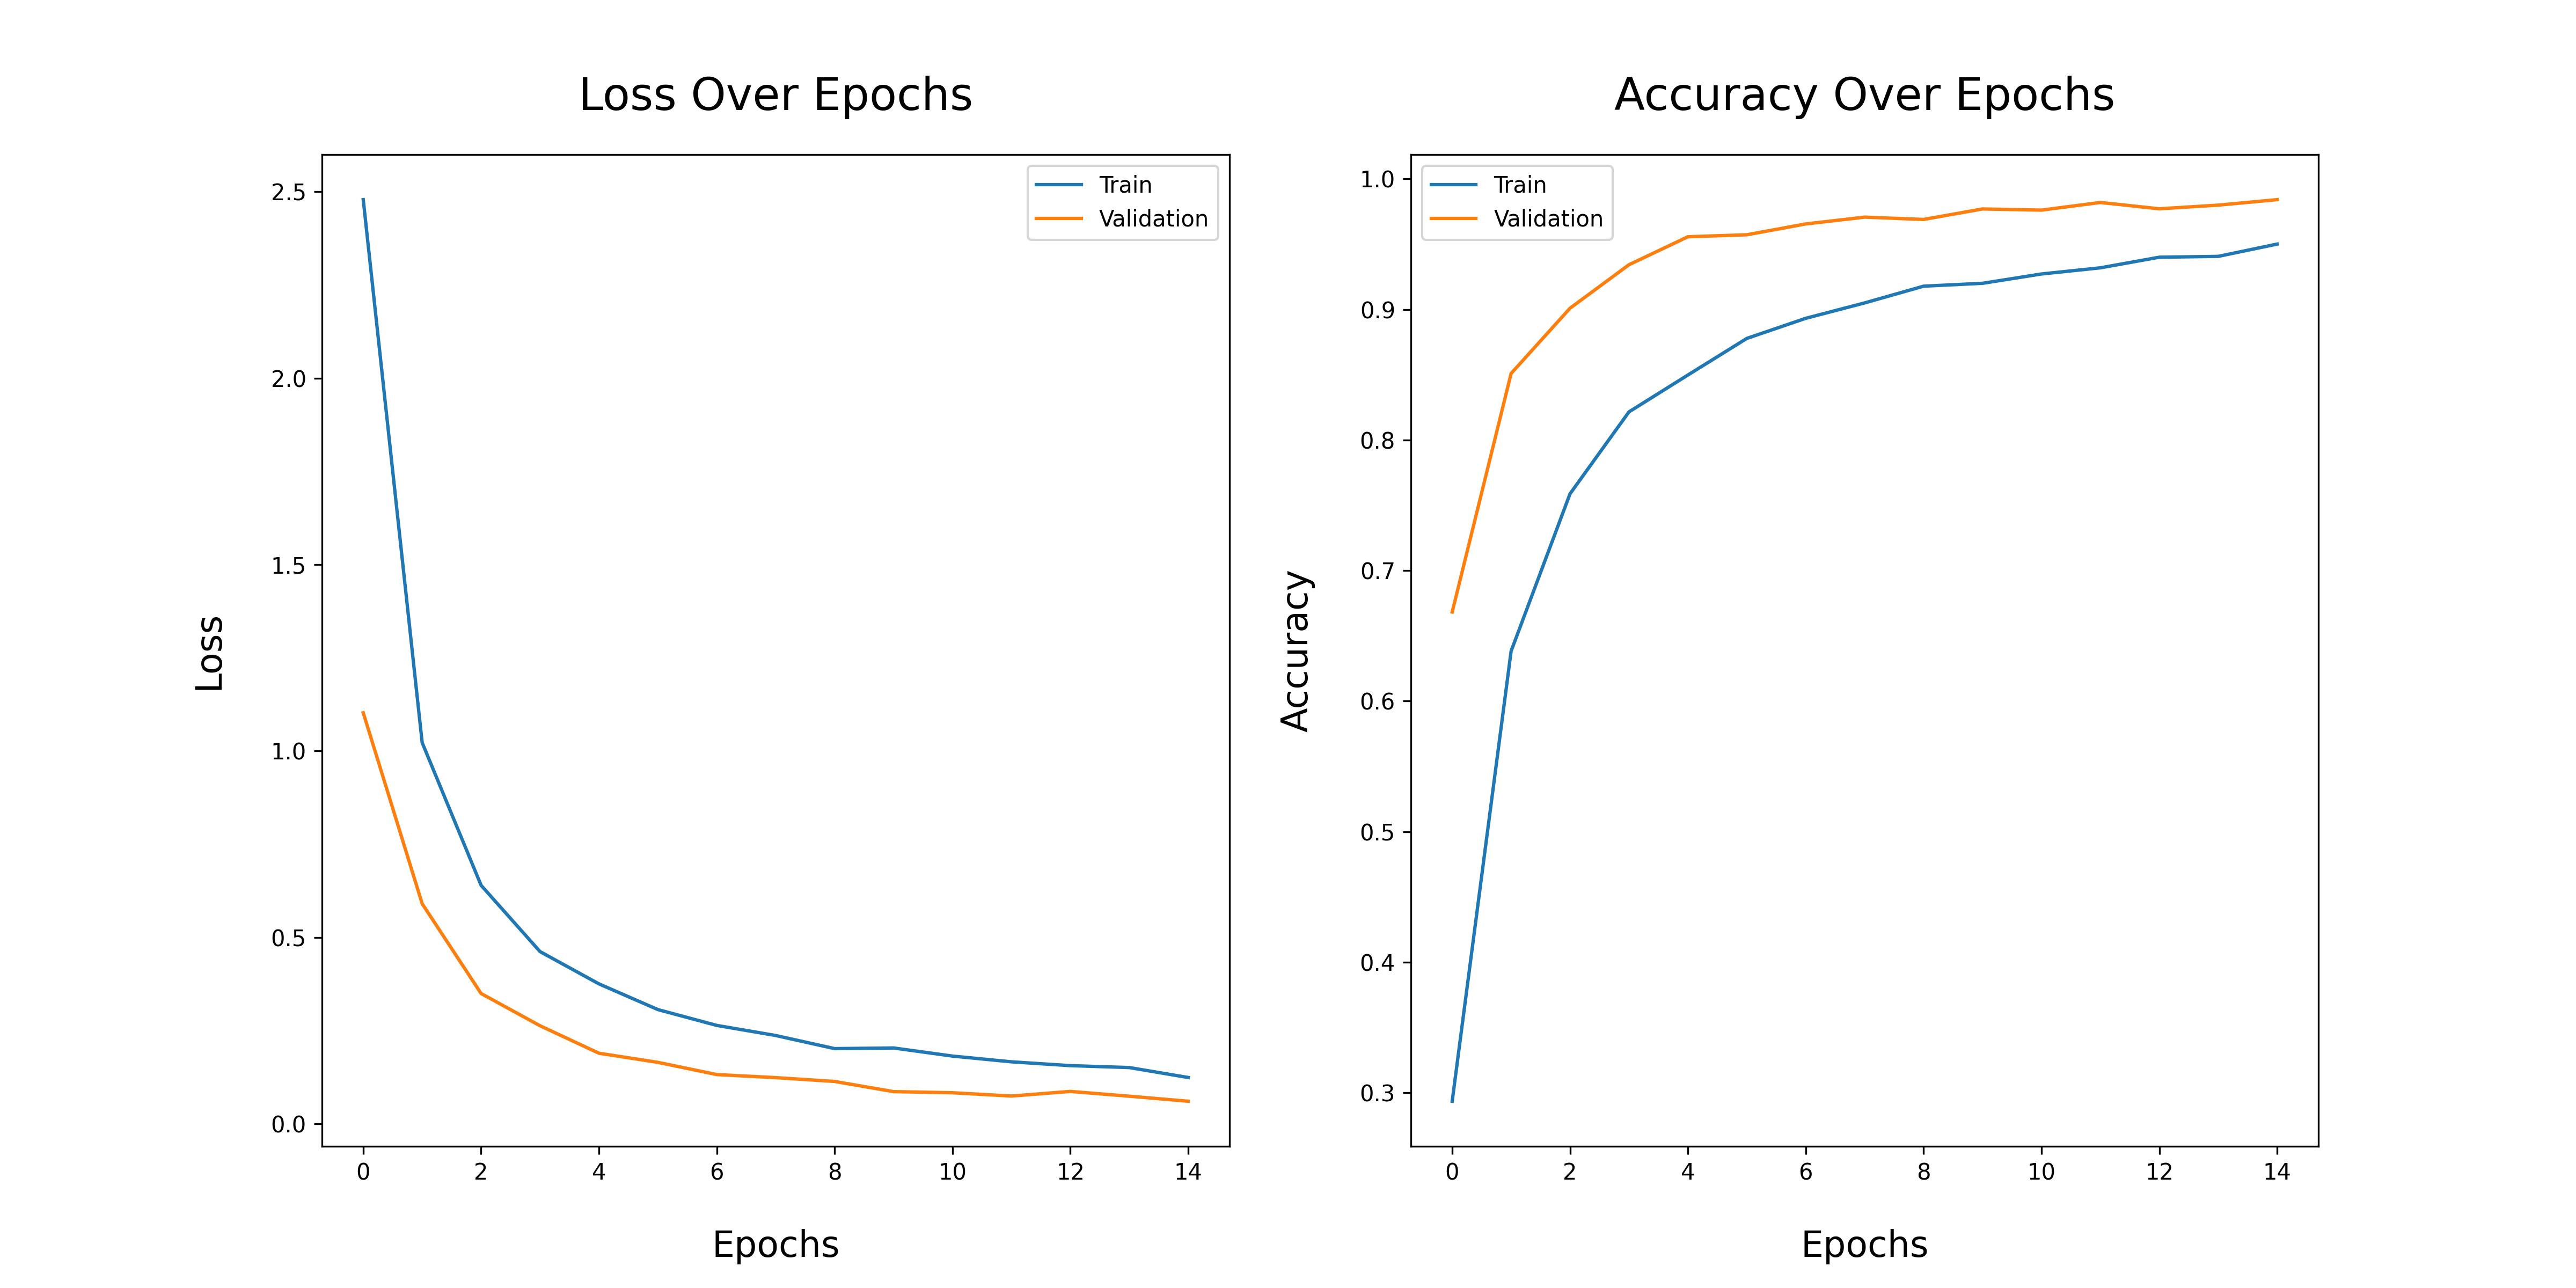 Loss Over Epochs
Train
Validation
2.5
2.0
1.5
1.0
0.5
0.0
Loss
0 2 4 6 8 10 12 14
Epochs
Accuracy Over Epochs
Train
Validation
1.0
0.9
0.8
0.7
0.6
0.5
0.4
0.3
Accuracy
0 2 4 6 8 10 12 14
Epochs